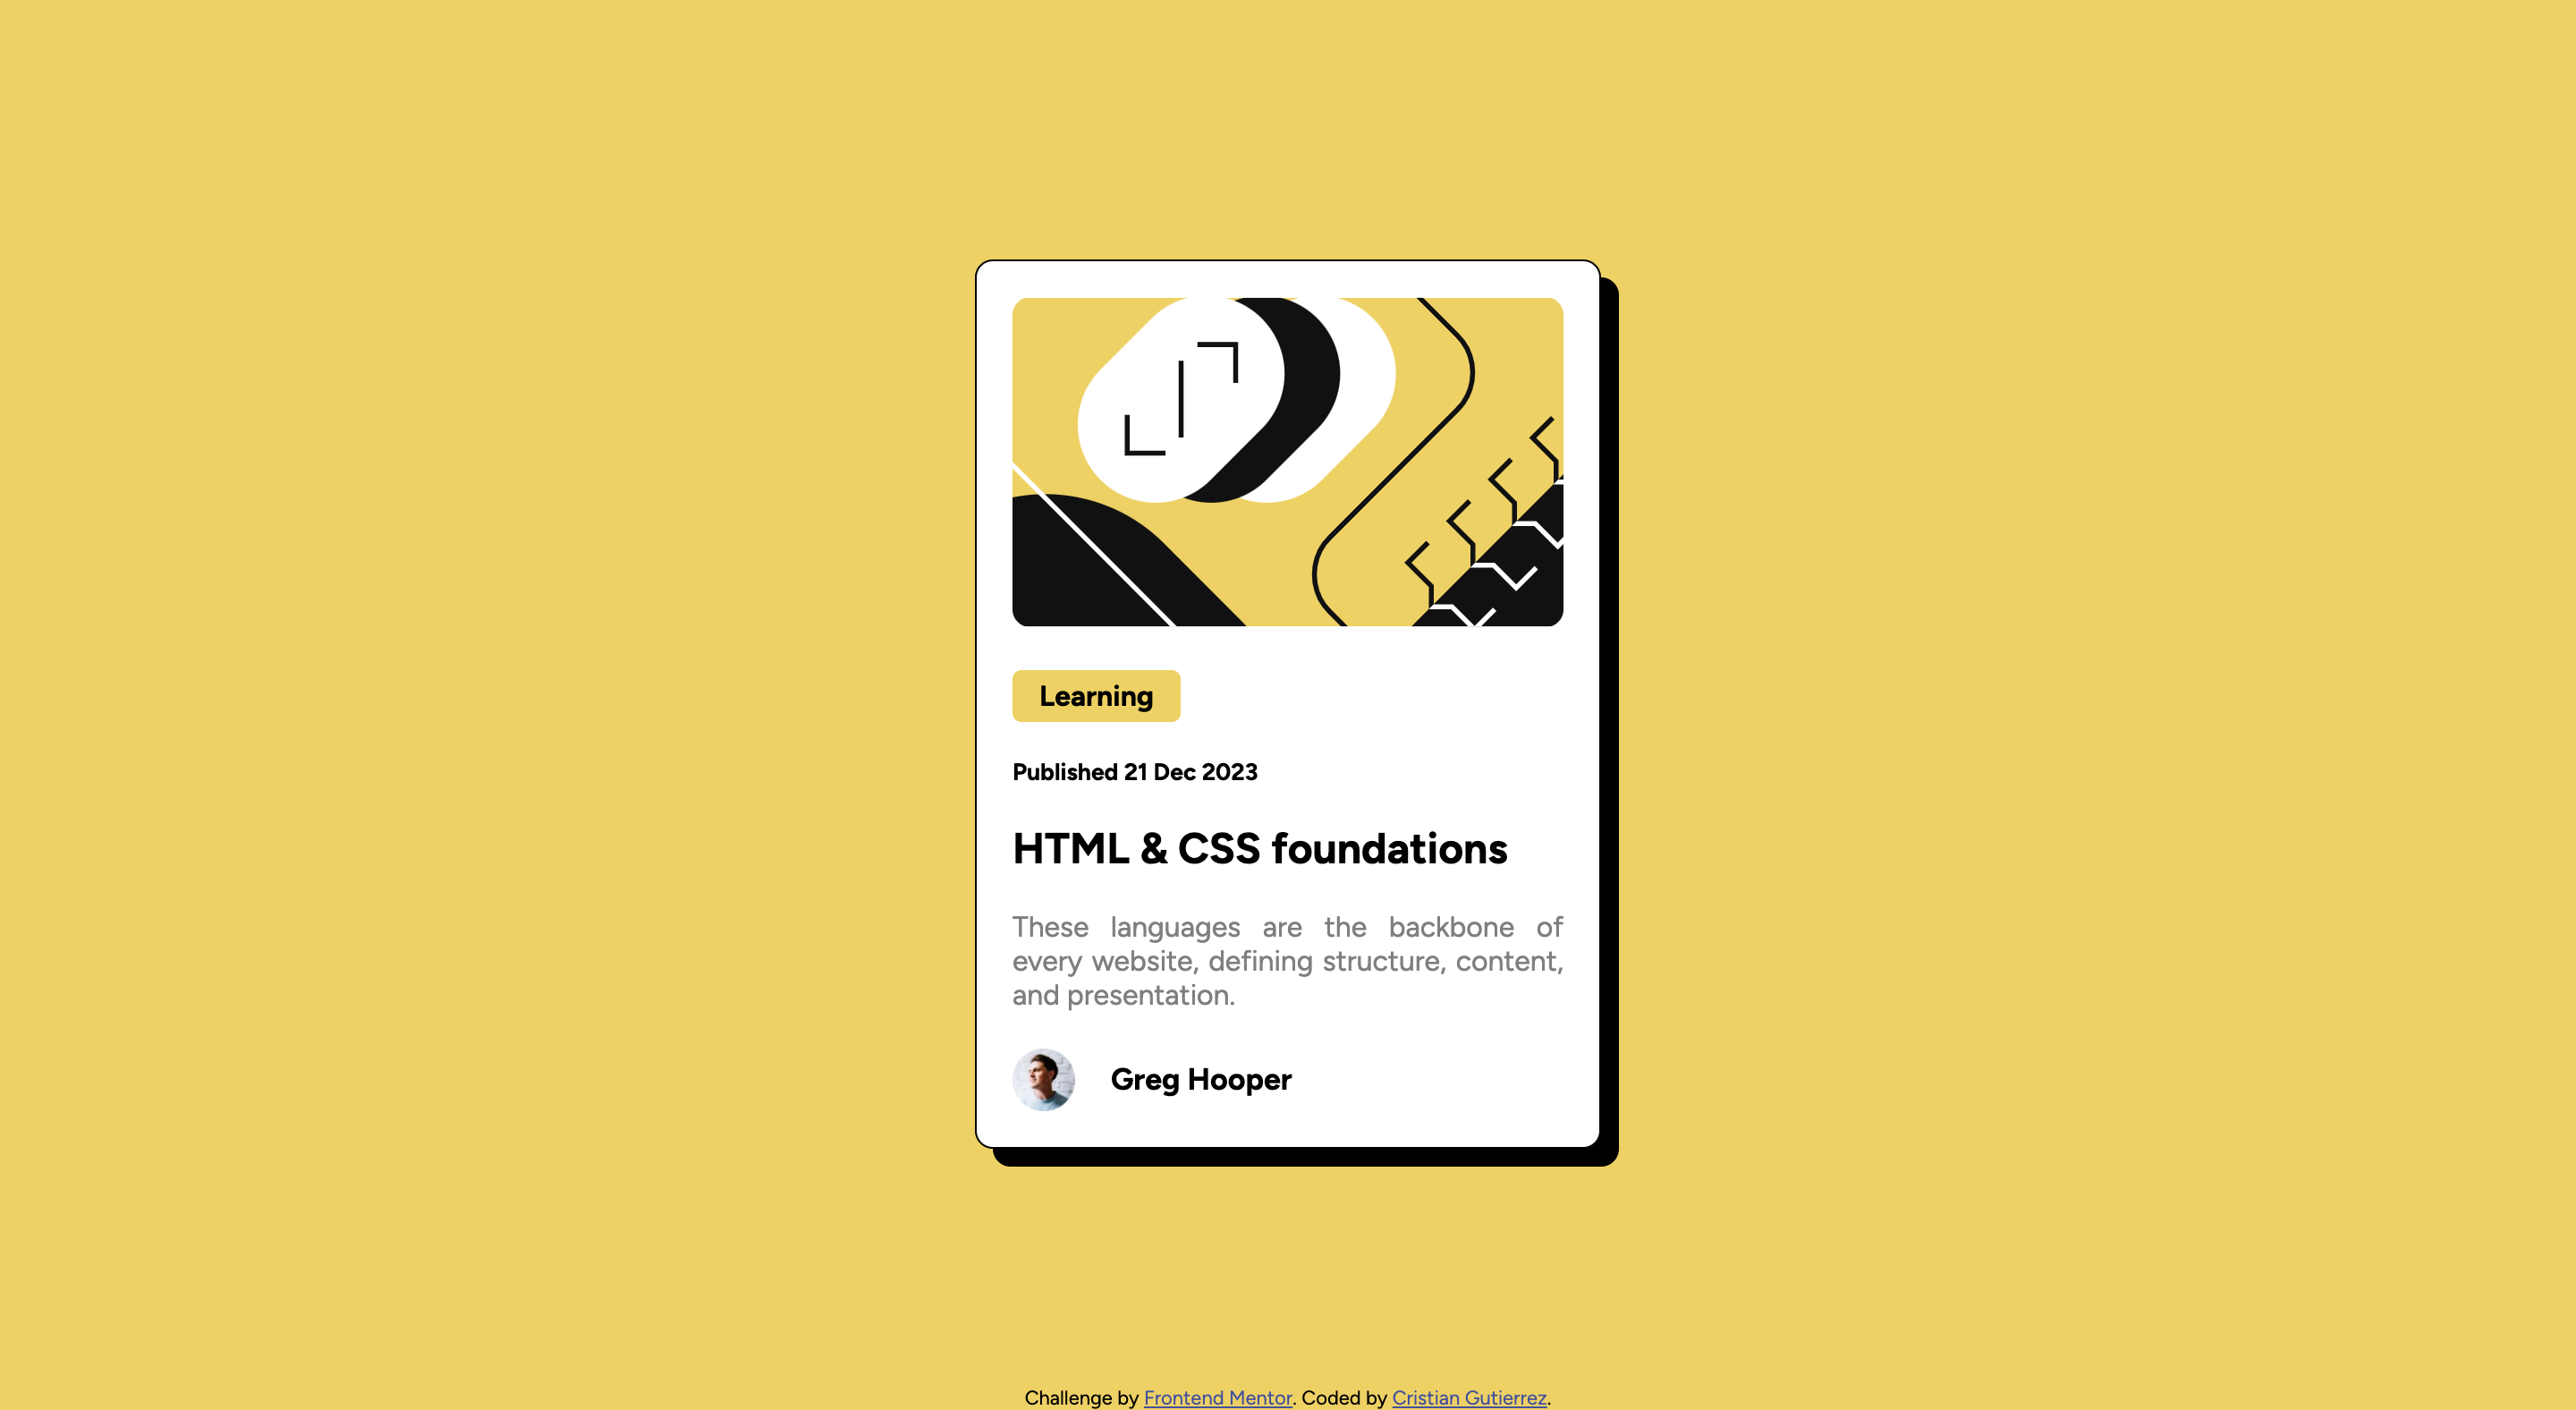 Learning
Published 21 Dec 2023
HTML & CSS foundations
These languages are the backbone of
every website, defining structure, content,
and presentation.
Greg Hooper
Challenge by Frontend Mentor. Coded by Cristian Gutierrez.